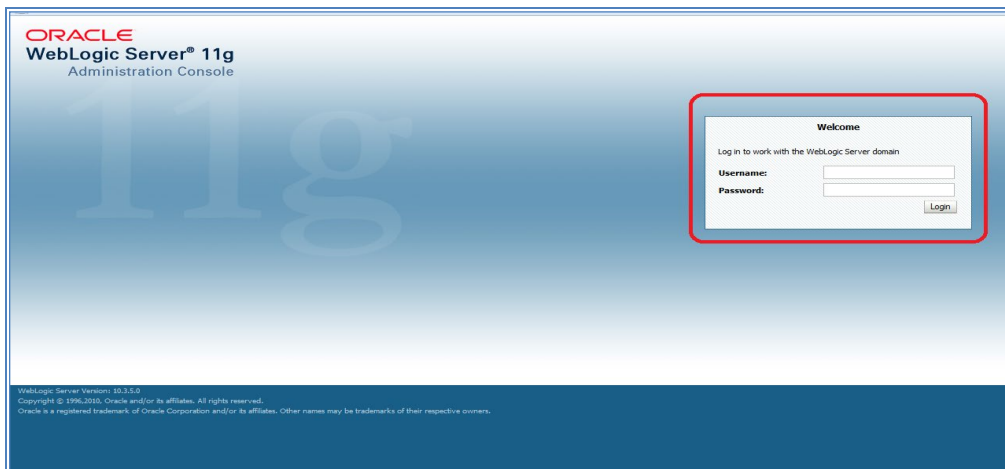 ORACLE
WebLogic Server® 11g
Administration Console
11g
Welcome
Log in to work with the WebLogic Server domain
Username:
Password:
Login
WebLogic Server Version: 10.3.5.0
Copyright © 1996,2010, Oracle and/or its affiliates. All rights reserved.
Oracle is a registered trademark of Oracle Corporation and/or its affiliates. Other names may be trademarks of their respective owners.